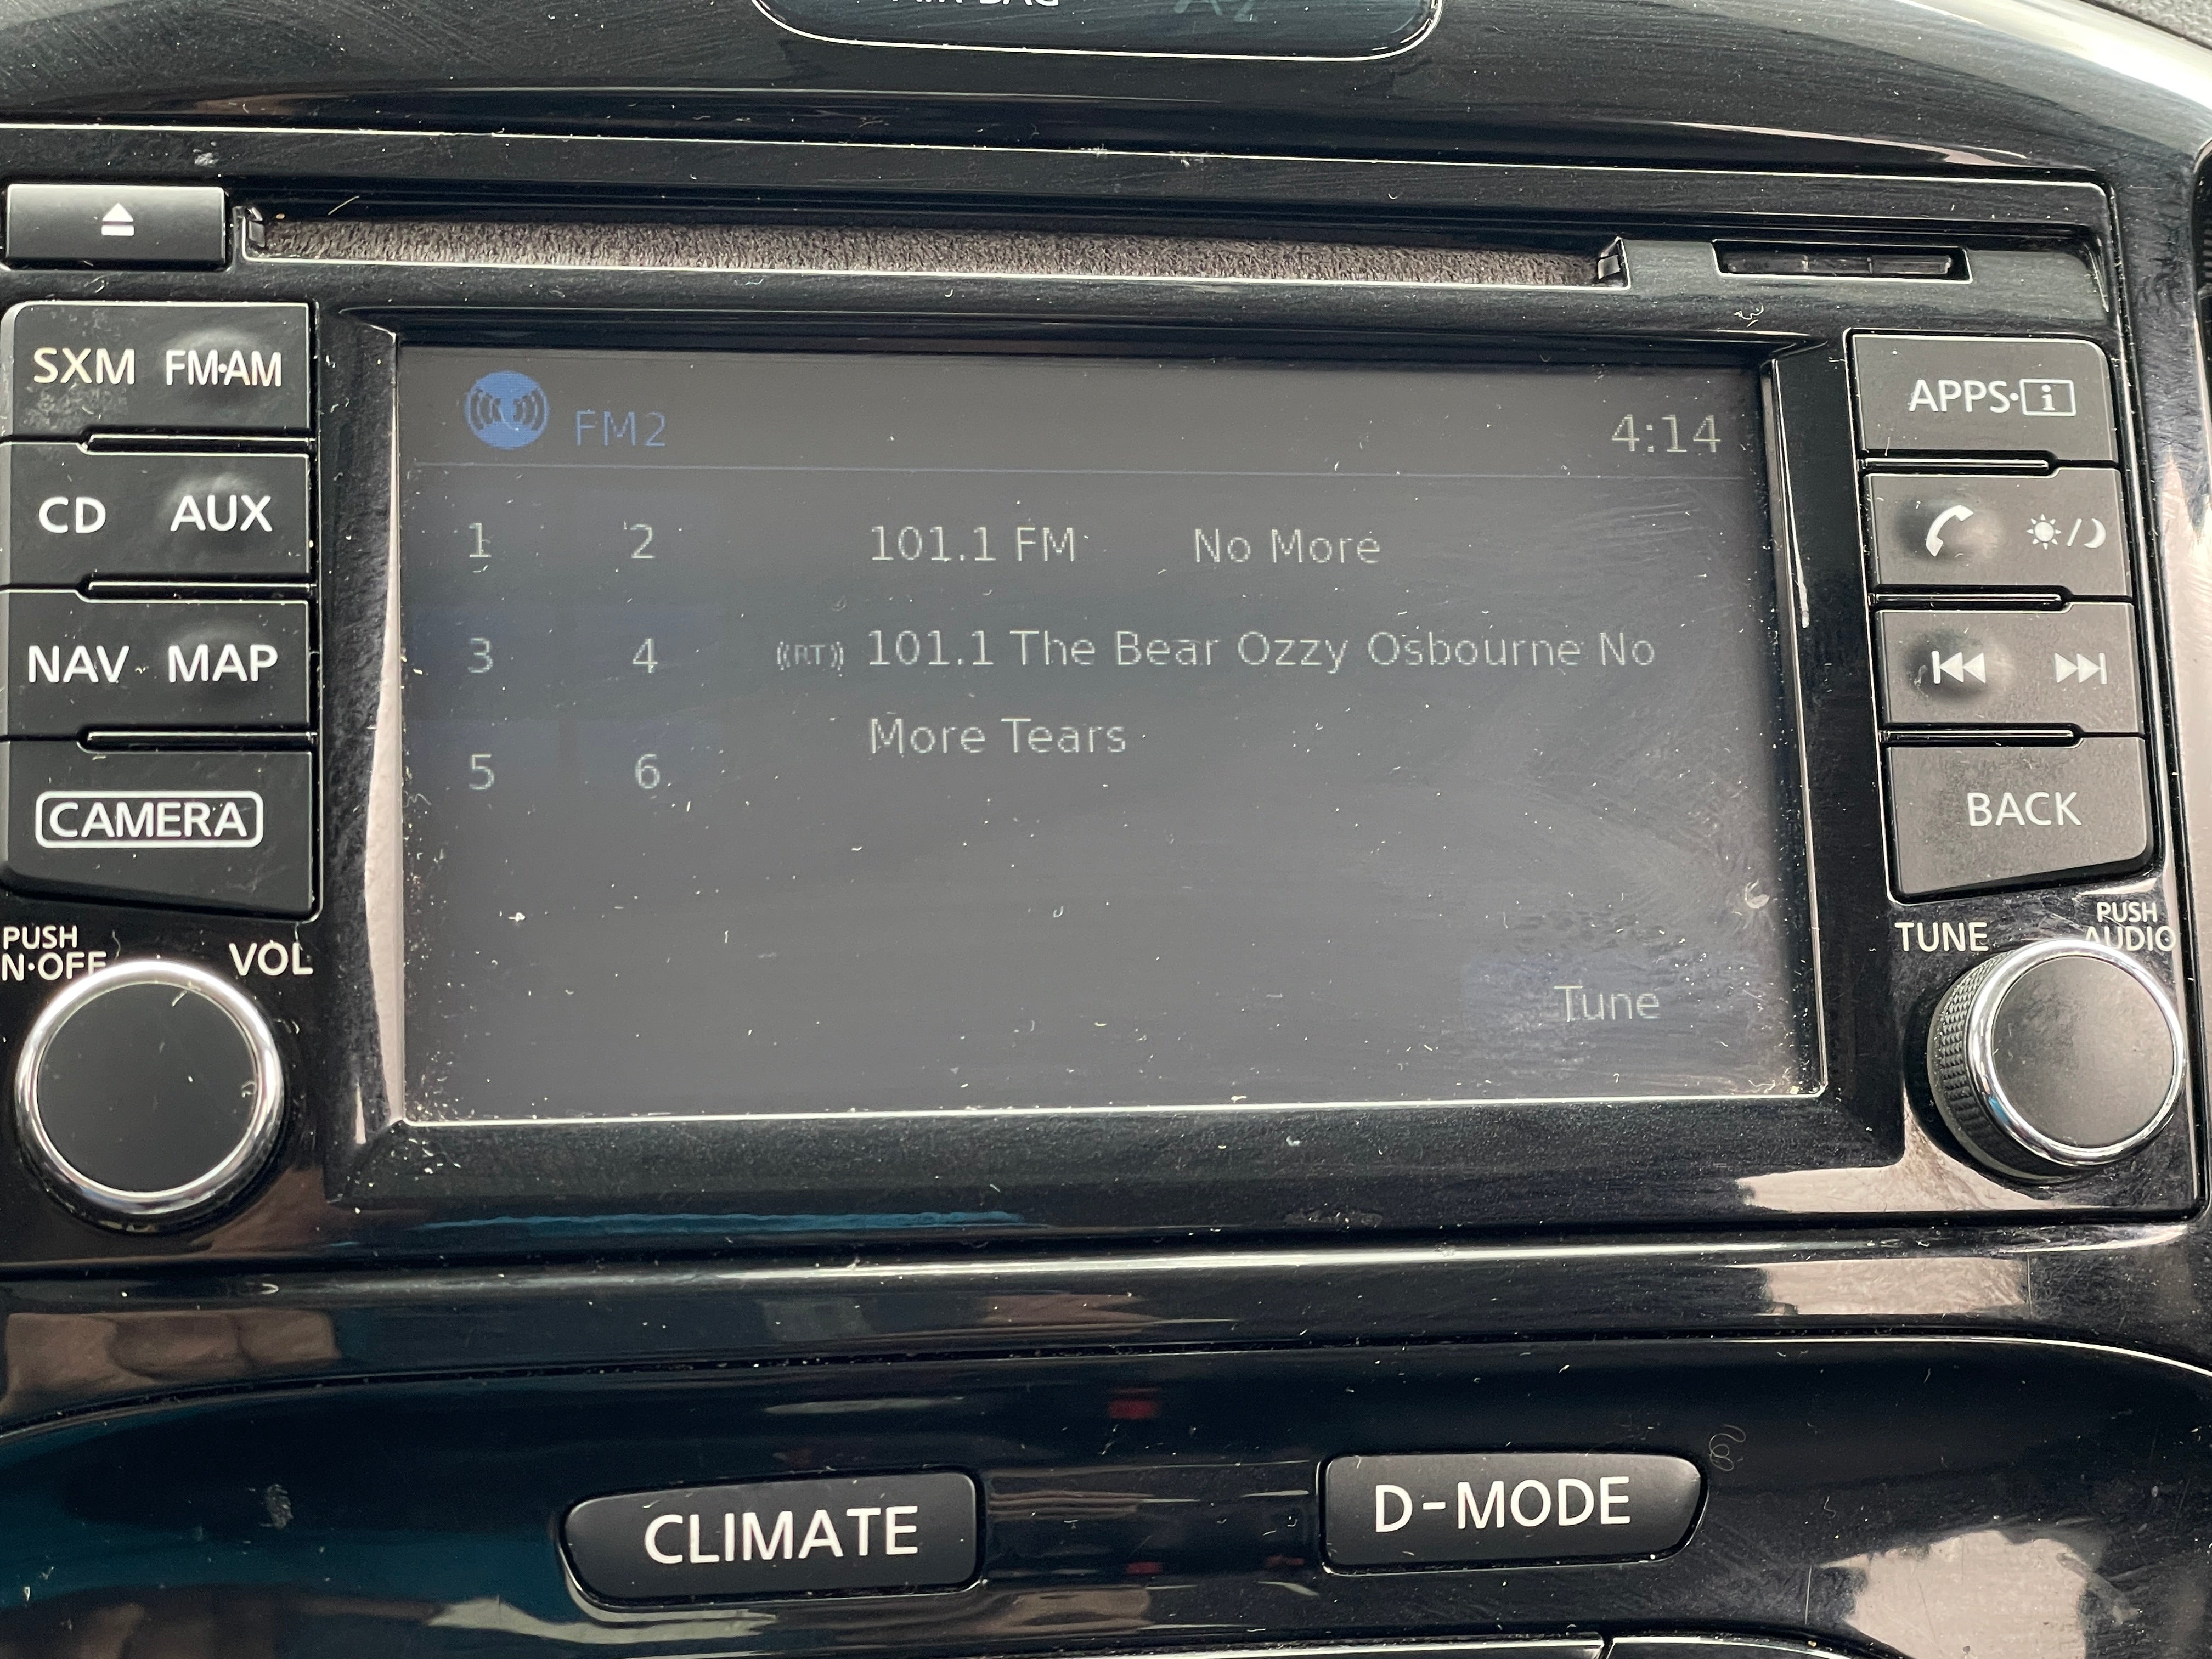 AIR BAG
SXM FM·AM
APPS·i
FM2
4:14
CD AUX
1 2
101.1 FM No More
NAV MAP
3 4
((RT)) 101.1 The Bear Ozzy Osbourne No
More Tears
5 6
CAMERA
BACK
PUSH
N·OFF
VOL
TUNE
PUSH
AUDIO
Tune
CLIMATE
D-MODE